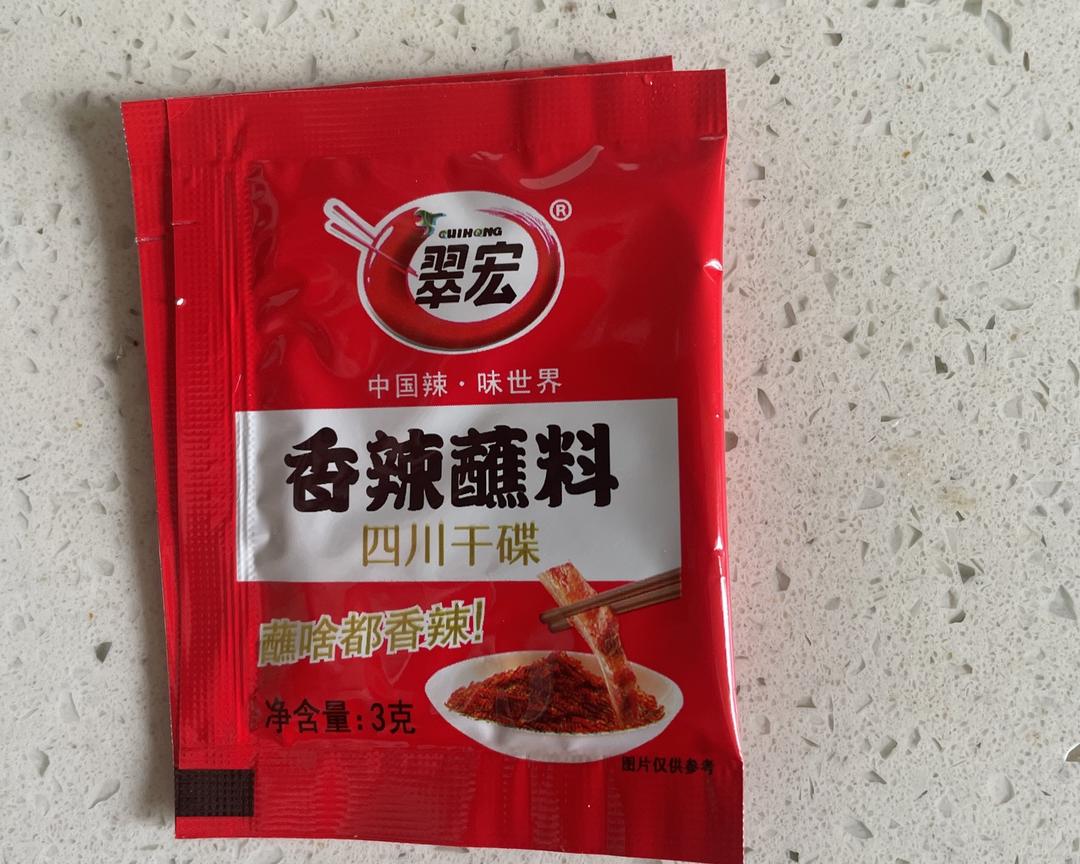 CUIHONG
翠宏
®
中国辣·味世界
香辣蘸料
四川干碟
蘸啥都香辣!
净含量:3克
图片仅供参考